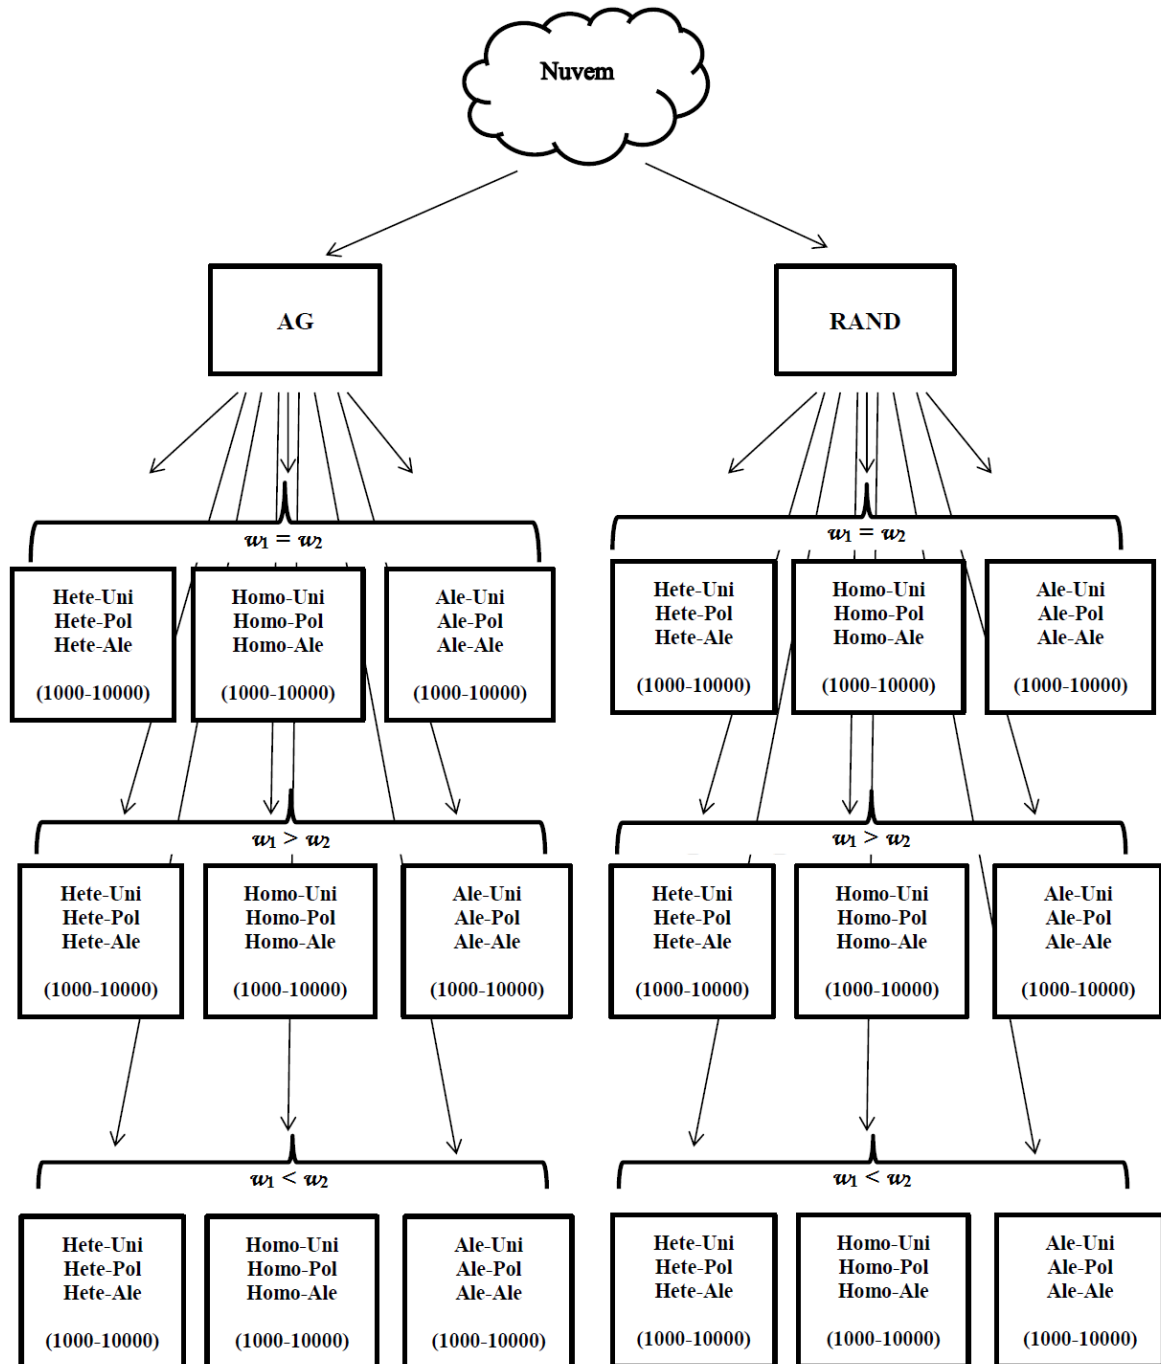 Nuvem
AG
RAND
w₁ = w₂
Hete-Uni
Hete-Pol
Hete-Ale
(1000-10000)
Homo-Uni
Homo-Pol
Homo-Ale
(1000-10000)
Ale-Uni
Ale-Pol
Ale-Ale
(1000-10000)
w₁ = w₂
Hete-Uni
Hete-Pol
Hete-Ale
(1000-10000)
Homo-Uni
Homo-Pol
Homo-Ale
(1000-10000)
Ale-Uni
Ale-Pol
Ale-Ale
(1000-10000)
w₁ > w₂
Hete-Uni
Hete-Pol
Hete-Ale
(1000-10000)
Homo-Uni
Homo-Pol
Homo-Ale
(1000-10000)
Ale-Uni
Ale-Pol
Ale-Ale
(1000-10000)
w₁ > w₂
Hete-Uni
Hete-Pol
Hete-Ale
(1000-10000)
Homo-Uni
Homo-Pol
Homo-Ale
(1000-10000)
Ale-Uni
Ale-Pol
Ale-Ale
(1000-10000)
w₁ < w₂
Hete-Uni
Hete-Pol
Hete-Ale
(1000-10000)
Homo-Uni
Homo-Pol
Homo-Ale
(1000-10000)
Ale-Uni
Ale-Pol
Ale-Ale
(1000-10000)
w₁ < w₂
Hete-Uni
Hete-Pol
Hete-Ale
(1000-10000)
Homo-Uni
Homo-Pol
Homo-Ale
(1000-10000)
Ale-Uni
Ale-Pol
Ale-Ale
(1000-10000)